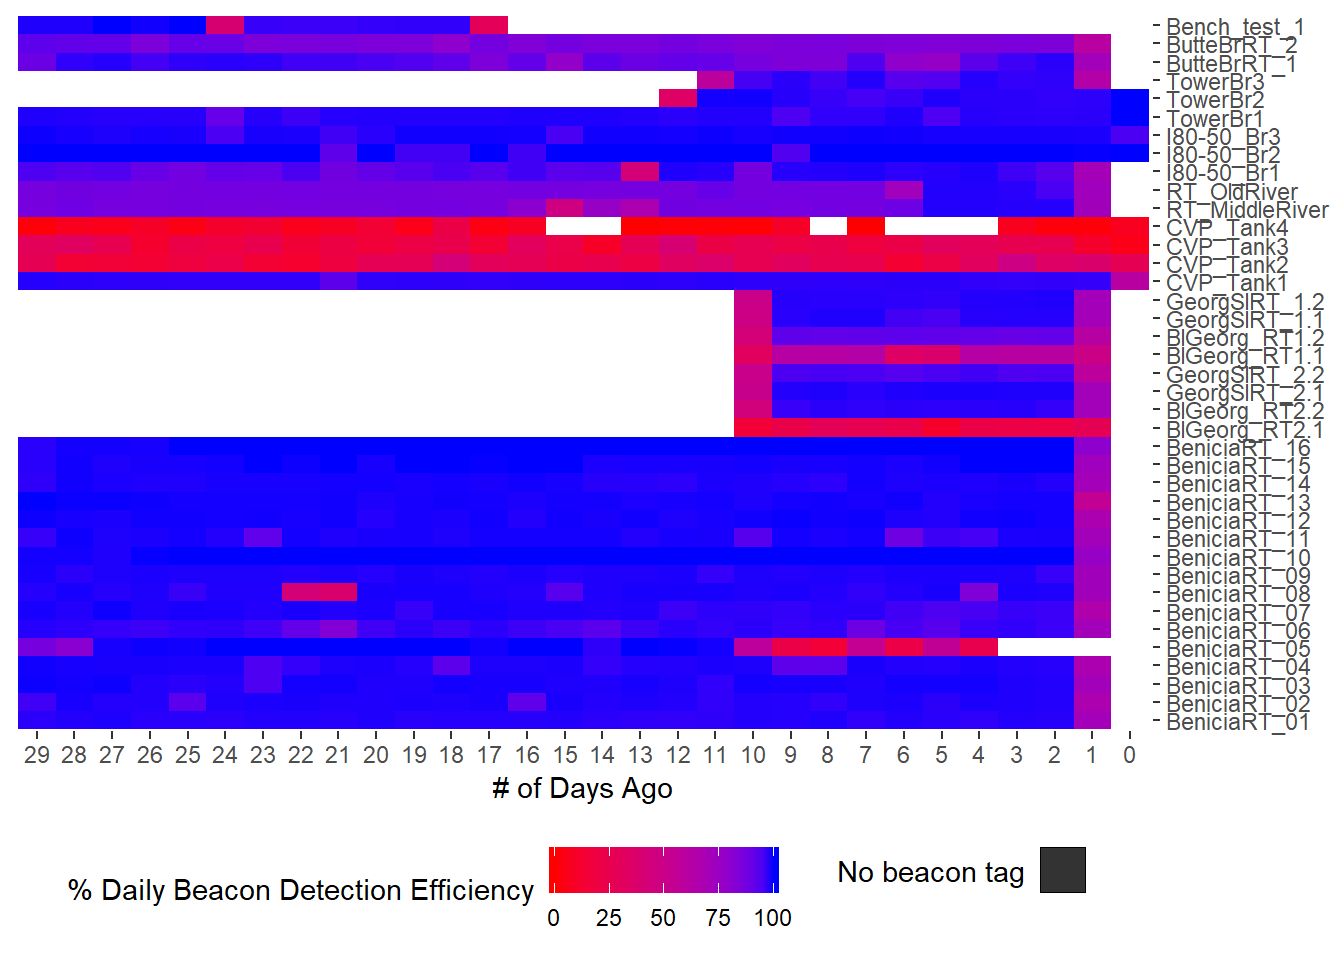 Bench_test_1
ButteBrRT_2
ButteBrRT_1
TowerBr3
TowerBr2
TowerBr1
I80-50_Br3
I80-50_Br2
I80-50_Br1
RT_OldRiver
RT_MiddleRiver
CVP_Tank4
CVP_Tank3
CVP_Tank2
CVP_Tank1
GeorgSlRT_1.2
GeorgSlRT_1.1
BlGeorg_RT1.2
BlGeorg_RT1.1
GeorgSlRT_2.2
GeorgSlRT_2.1
BlGeorg_RT2.2
BlGeorg_RT2.1
BeniciaRT_16
BeniciaRT_15
BeniciaRT_14
BeniciaRT_13
BeniciaRT_12
BeniciaRT_11
BeniciaRT_10
BeniciaRT_09
BeniciaRT_08
BeniciaRT_07
BeniciaRT_06
BeniciaRT_05
BeniciaRT_04
BeniciaRT_03
BeniciaRT_02
BeniciaRT_01
29 28 27 26 25 24 23 22 21 20 19 18 17 16 15 14 13 12 11 10 9 8 7 6 5 4 3 2 1 0
# of Days Ago
% Daily Beacon Detection Efficiency
0 25 50 75 100
No beacon tag